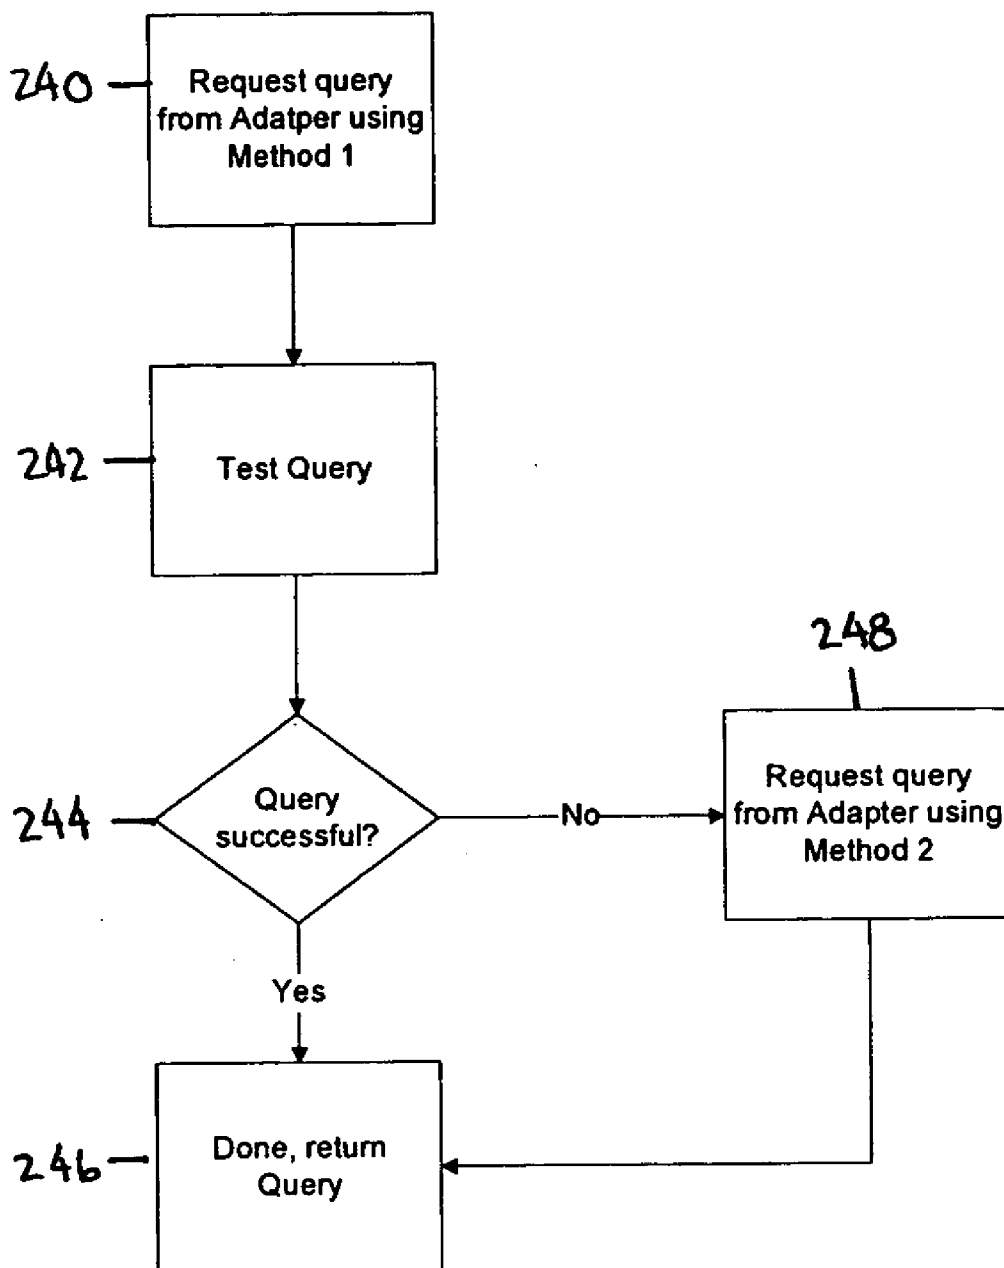 240
Request query
from Adatper using
Method 1
242
Test Query
248
244
Query
successful?
No
Request query
from Adapter using
Method 2
Yes
246
Done, return
Query